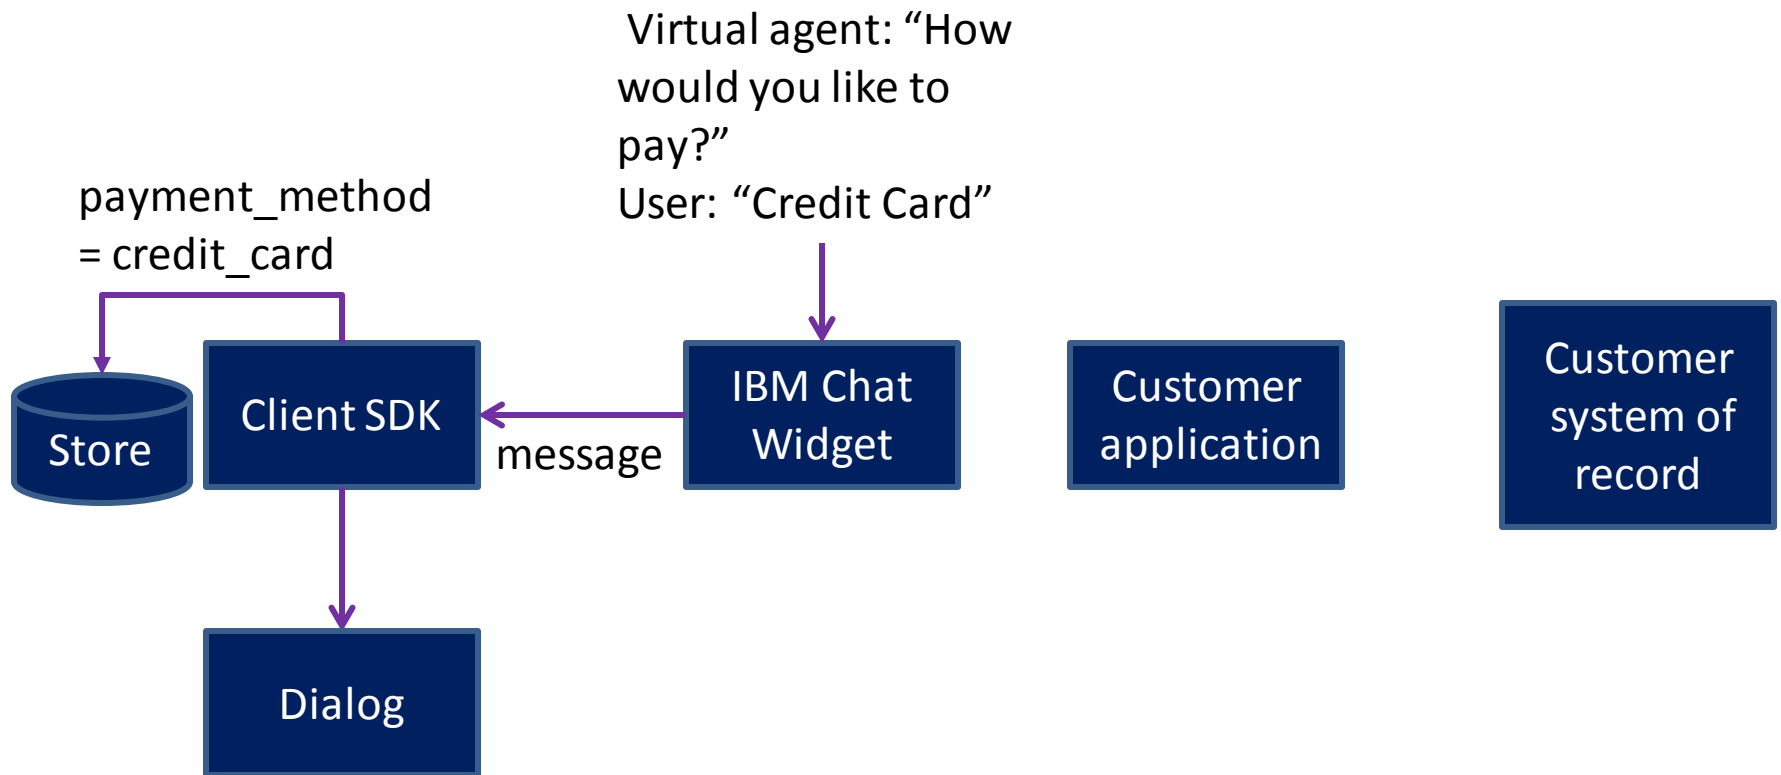 Virtual agent: “How
would you like to
pay?”
User: “Credit Card”
payment_method
= credit_card
Store
Client SDK
message
IBM Chat
Widget
Customer
application
Customer
system of
record
Dialog